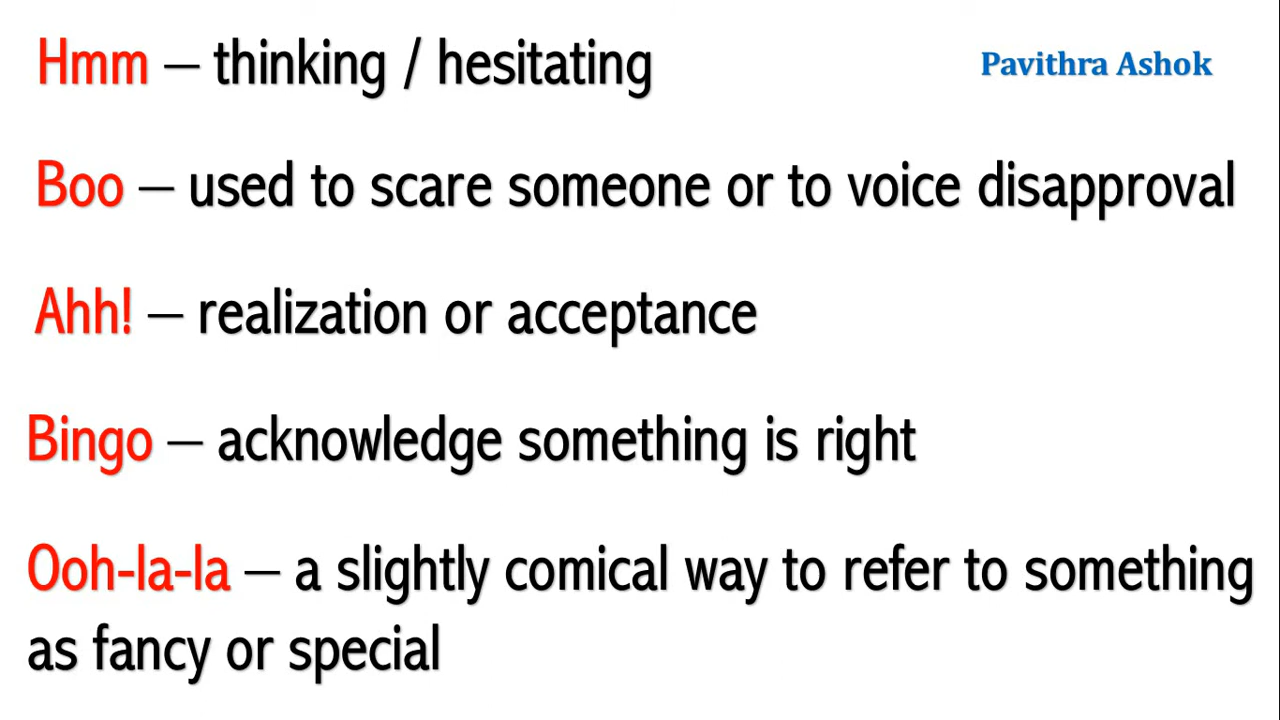 Hmm – thinking / hesitating
Pavithra Ashok
Boo – used to scare someone or to voice disapproval
Ahh! – realization or acceptance
Bingo – acknowledge something is right
Ooh-la-la – a slightly comical way to refer to something
as fancy or special